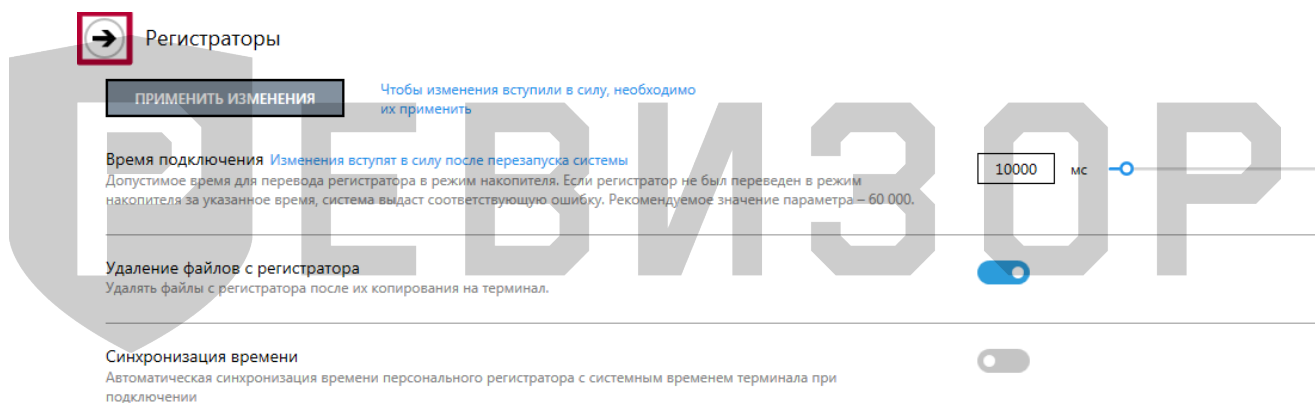 Регистраторы
ПРИМЕНИТЬ ИЗМЕНЕНИЯ
Чтобы изменения вступили в силу, необходимо
их применить
Время подключения Изменения вступят в силу после перезапуска системы
Допустимое время для перевода регистратора в режим накопителя. Если регистратор не был переведен в режим
накопителя за указанное время, система выдаст соответствующую ошибку. Рекомендуемое значение параметра – 60 000.
10000 мс
Удаление файлов с регистратора
Удалять файлы с регистратора после их копирования на терминал.
Синхронизация времени
Автоматическая синхронизация времени персонального регистратора с системным временем терминала при
подключении
РЕВИЗОР